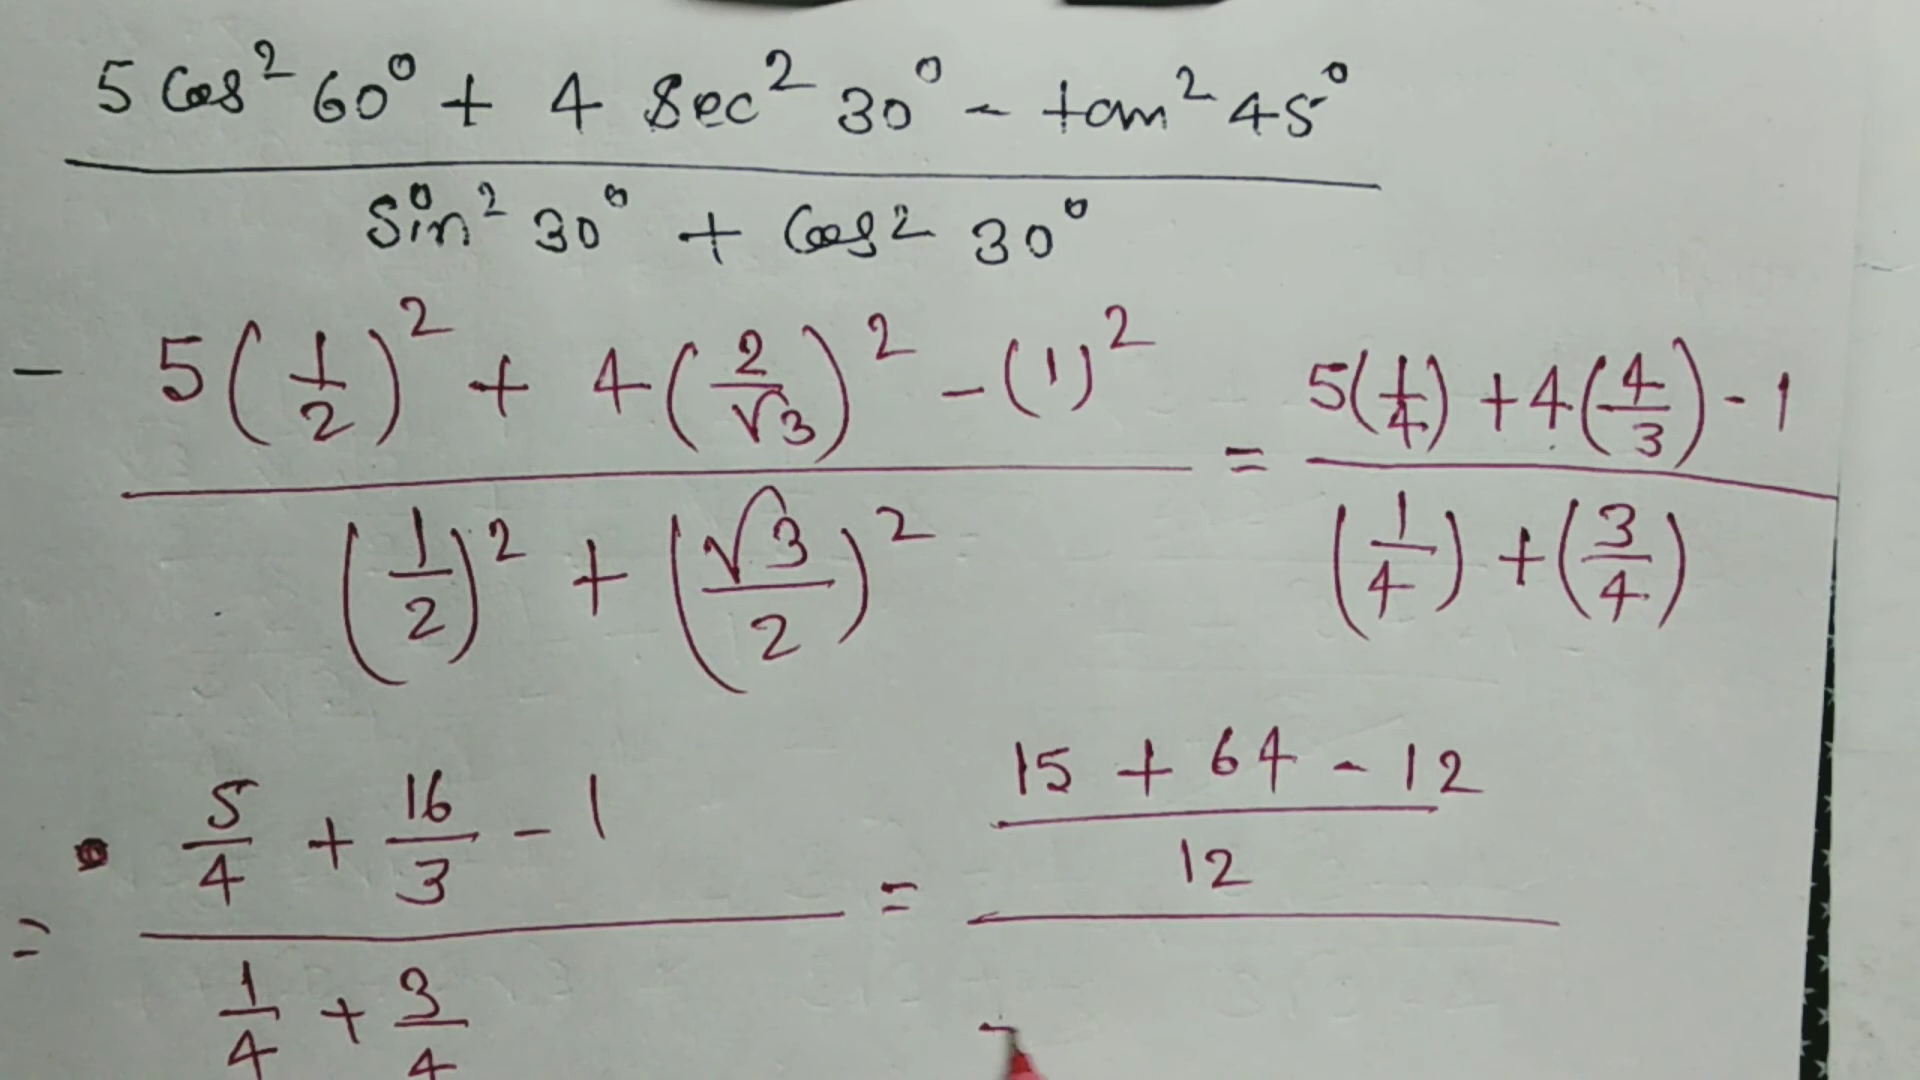 5 Cos² 60° + 4 Sec² 30° - tan² 45°
Sin² 30° + Cos² 30°
- 5(1/2)² + 4(2/√3)² - (1)² = 5(1/4) + 4(4/3) - 1
(1/2)² + (√3/2)² (1/4) + (3/4)
5/4 + 16/3 - 1 = 15 + 64 - 12
12
= 1/4 + 3/4